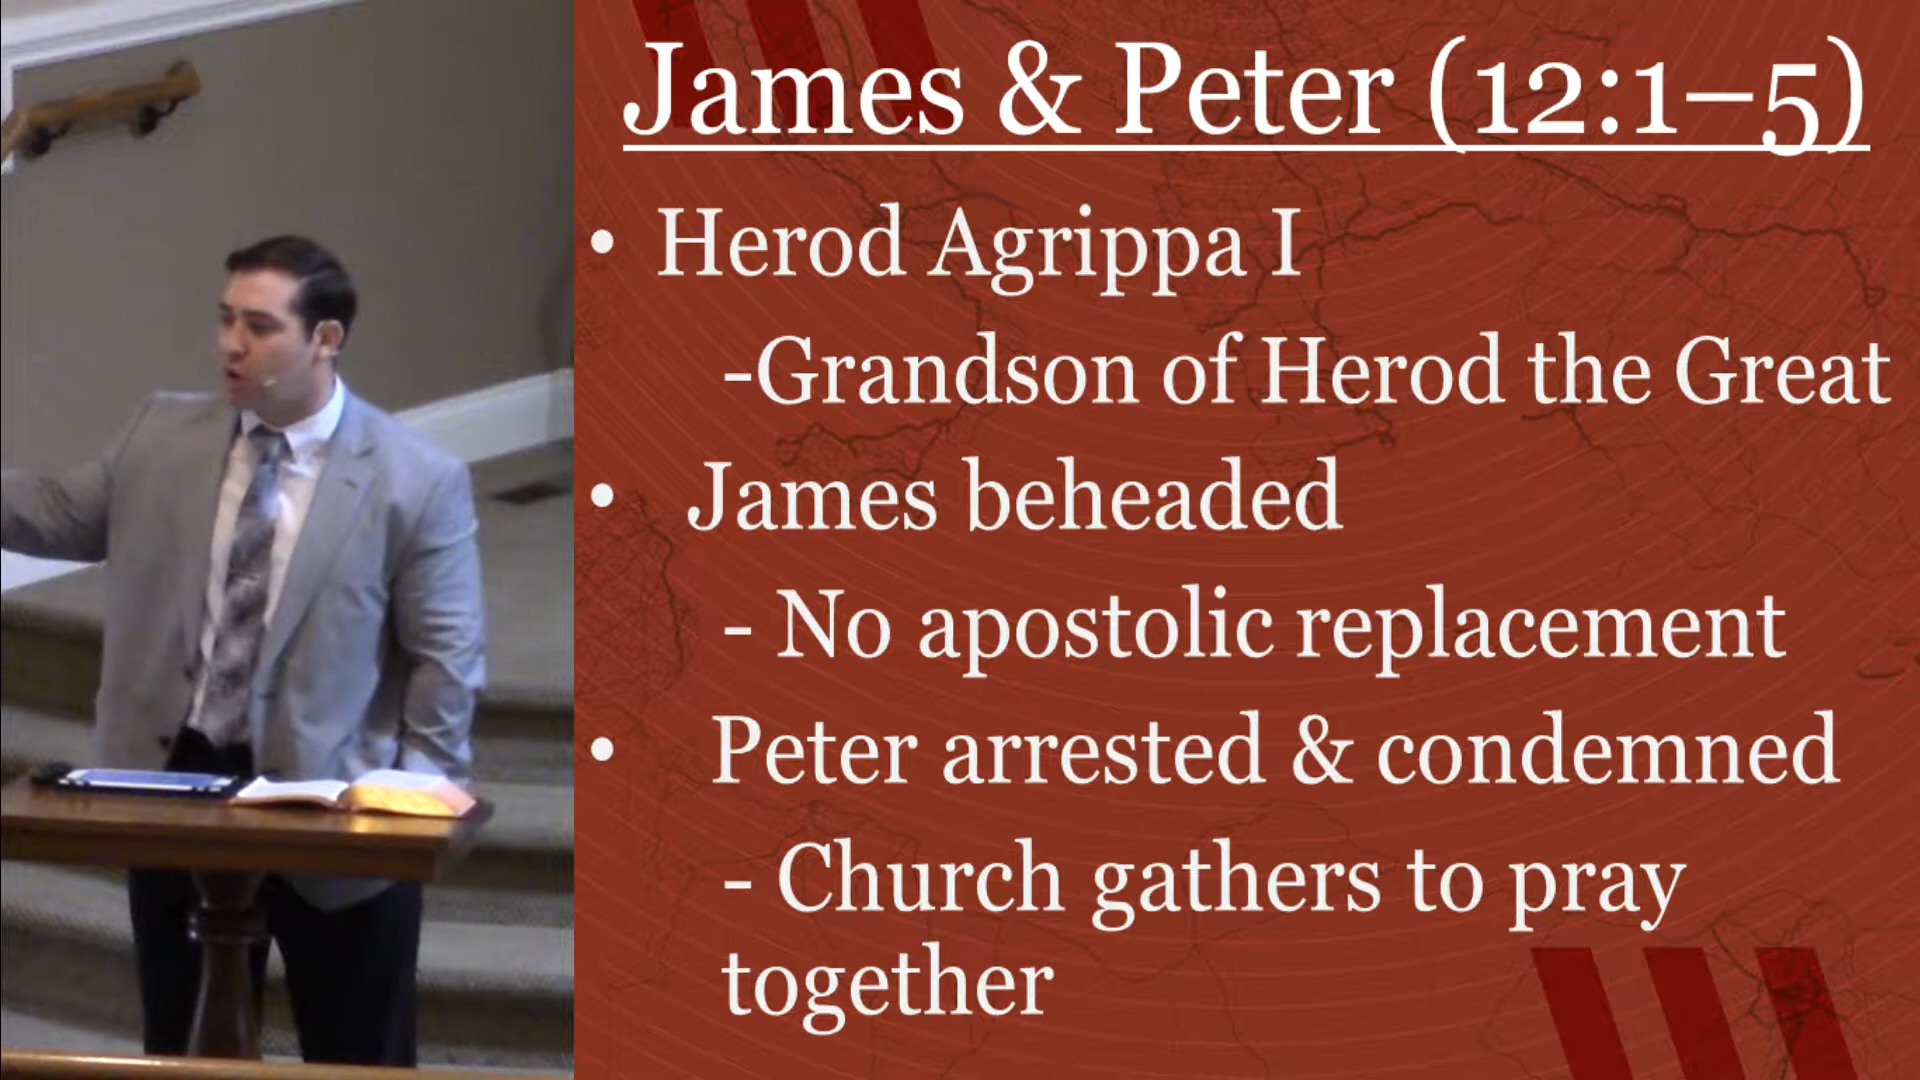 James & Peter (12:1–5)
• Herod Agrippa I
-Grandson of Herod the Great
• James beheaded
- No apostolic replacement
• Peter arrested & condemned
- Church gathers to pray
together